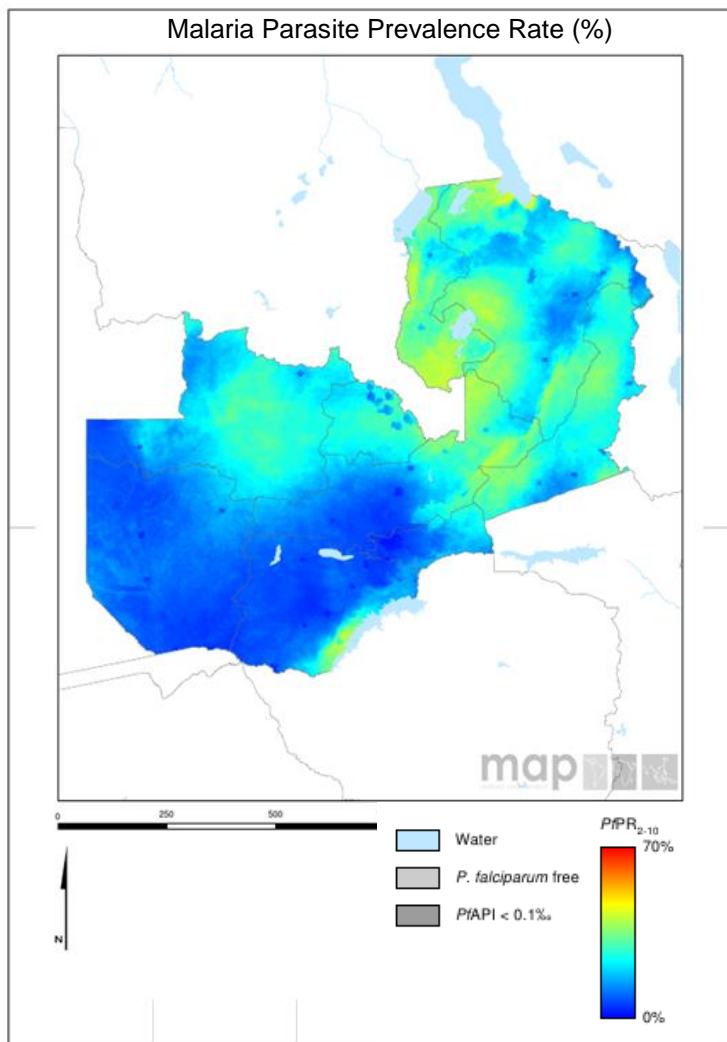 Malaria Parasite Prevalence Rate (%)
map
0 250 500
Water
P. falciparum free
PfAPI < 0.1‰
PfPR2-10
70%
0%
N